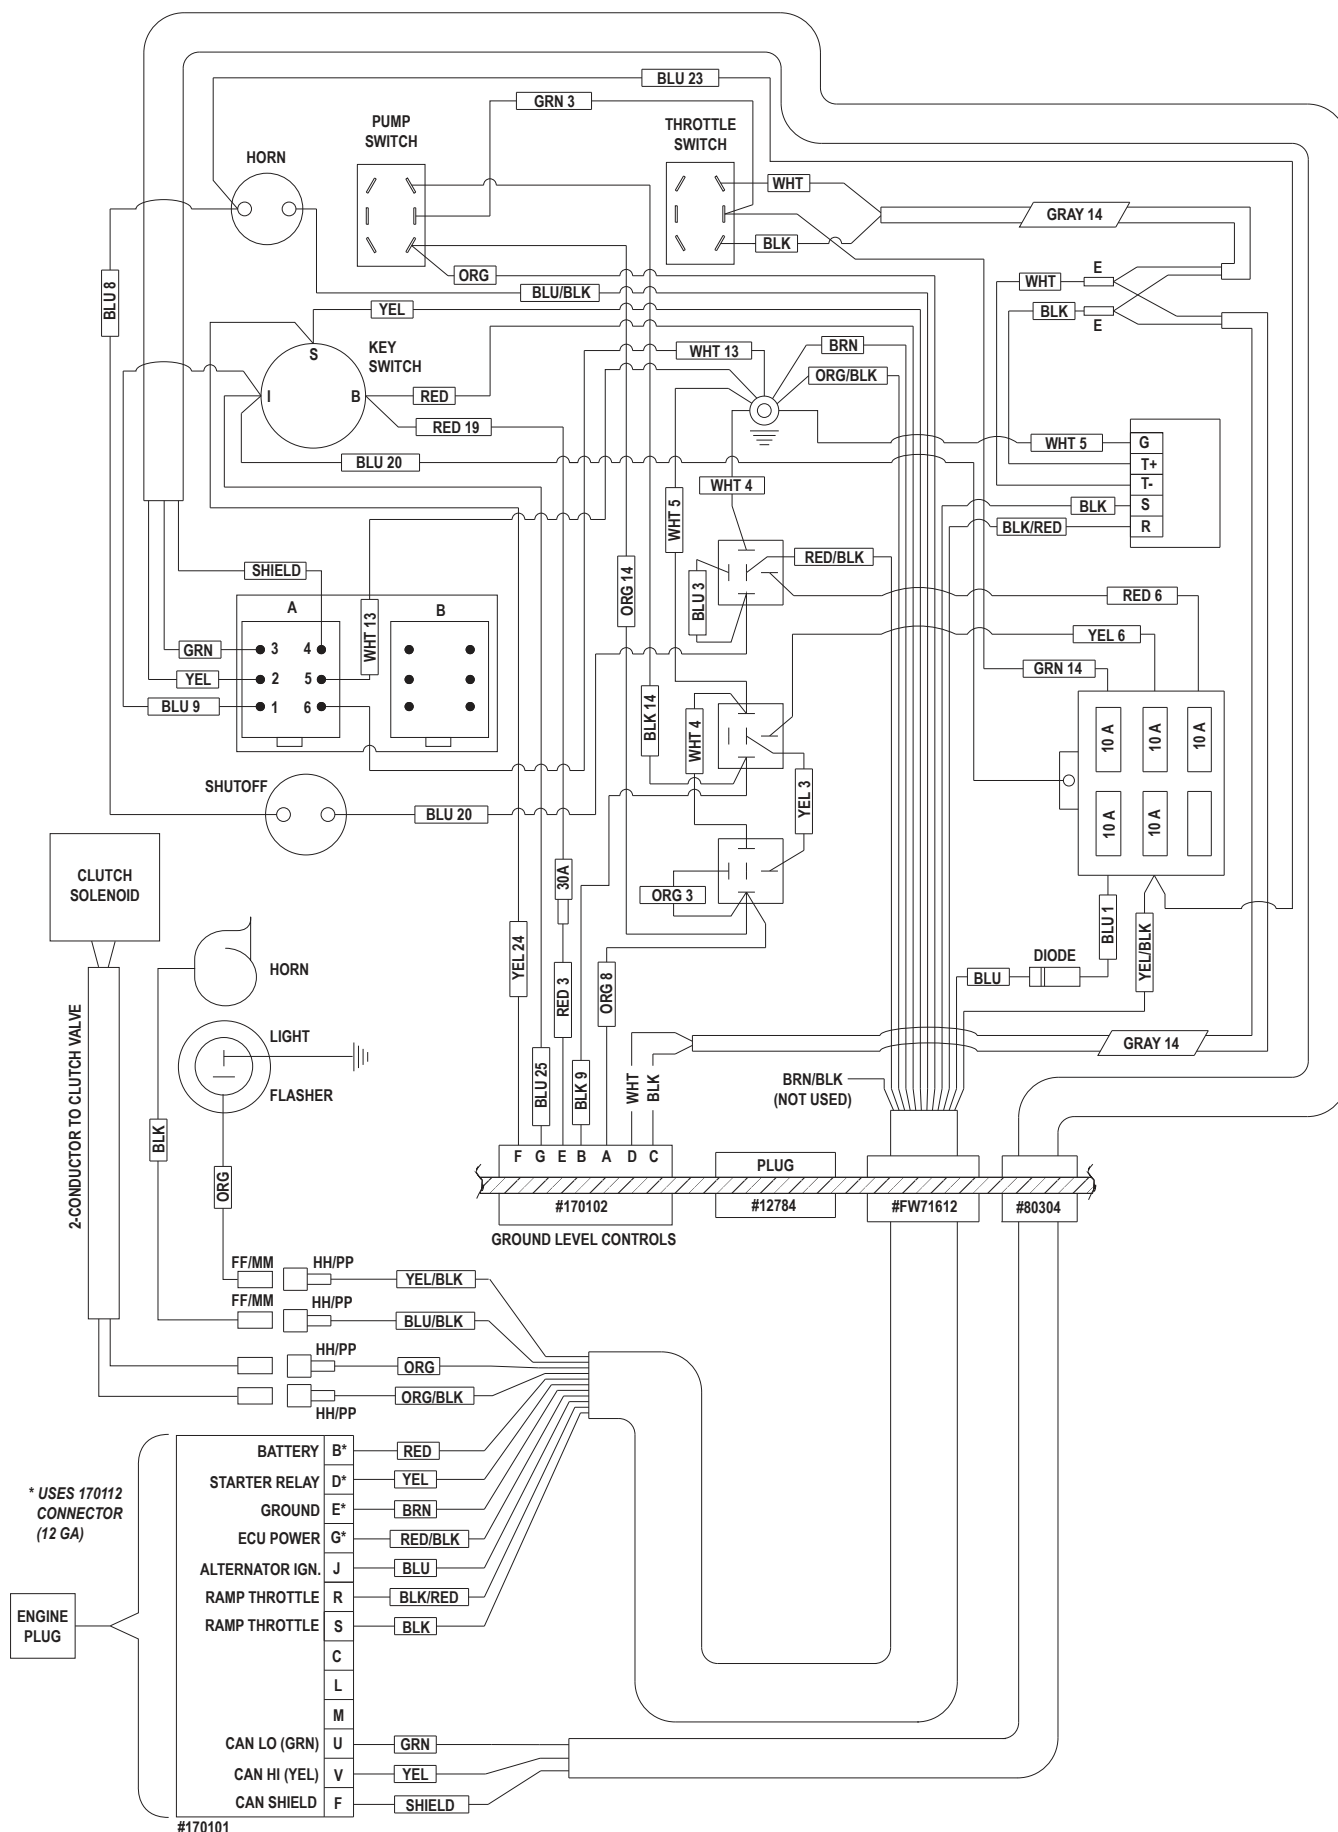 BLU 23
GRN 3
PUMP
SWITCH
THROTTLE
SWITCH
HORN
WHT
GRAY 14
BLK
ORG
BLU 8
BLU/BLK
YEL
WHT
E
BLK
E
S
KEY
SWITCH
I
B
RED
RED 19
BLU 20
WHT 13
BRN
ORG/BLK
WHT 5
G
T+
T-
S
R
BLK
BLK/RED
WHT 4
WHT 5
ORG 14
RED/BLK
BLU 3
RED 6
YEL 6
GRN 14
SHIELD
A
B
WHT 13
GRN
3
4
YEL
2
5
BLU 9
1
6
BLK 14
WHT 4
YEL 3
10 A
10 A
10 A
10 A
10 A
SHUTOFF
BLU 20
CLUTCH
SOLENOID
30A
ORG 3
HORN
YEL 24
RED 3
ORG 8
BLU 1
YEL/BLK
DIODE
BLU
LIGHT
FLASHER
2-CONDUCTOR TO CLUTCH VALVE
BLK
ORG
BLU 25
BLK 9
WHT
BLK
GRAY 14
BRN/BLK
(NOT USED)
F
G
E
B
A
D
C
PLUG
#170102
#12784
#FW71612
#80304
GROUND LEVEL CONTROLS
FF/MM
HH/PP
YEL/BLK
FF/MM
HH/PP
BLU/BLK
HH/PP
ORG
ORG/BLK
HH/PP
BATTERY B* RED
STARTER RELAY D* YEL
GROUND E* BRN
ECU POWER G* RED/BLK
ALTERNATOR IGN. J BLU
RAMP THROTTLE R BLK/RED
RAMP THROTTLE S BLK
C
L
M
CAN LO (GRN) U GRN
CAN HI (YEL) V YEL
CAN SHIELD F SHIELD
* USES 170112
CONNECTOR
(12 GA)
ENGINE
PLUG
#170101